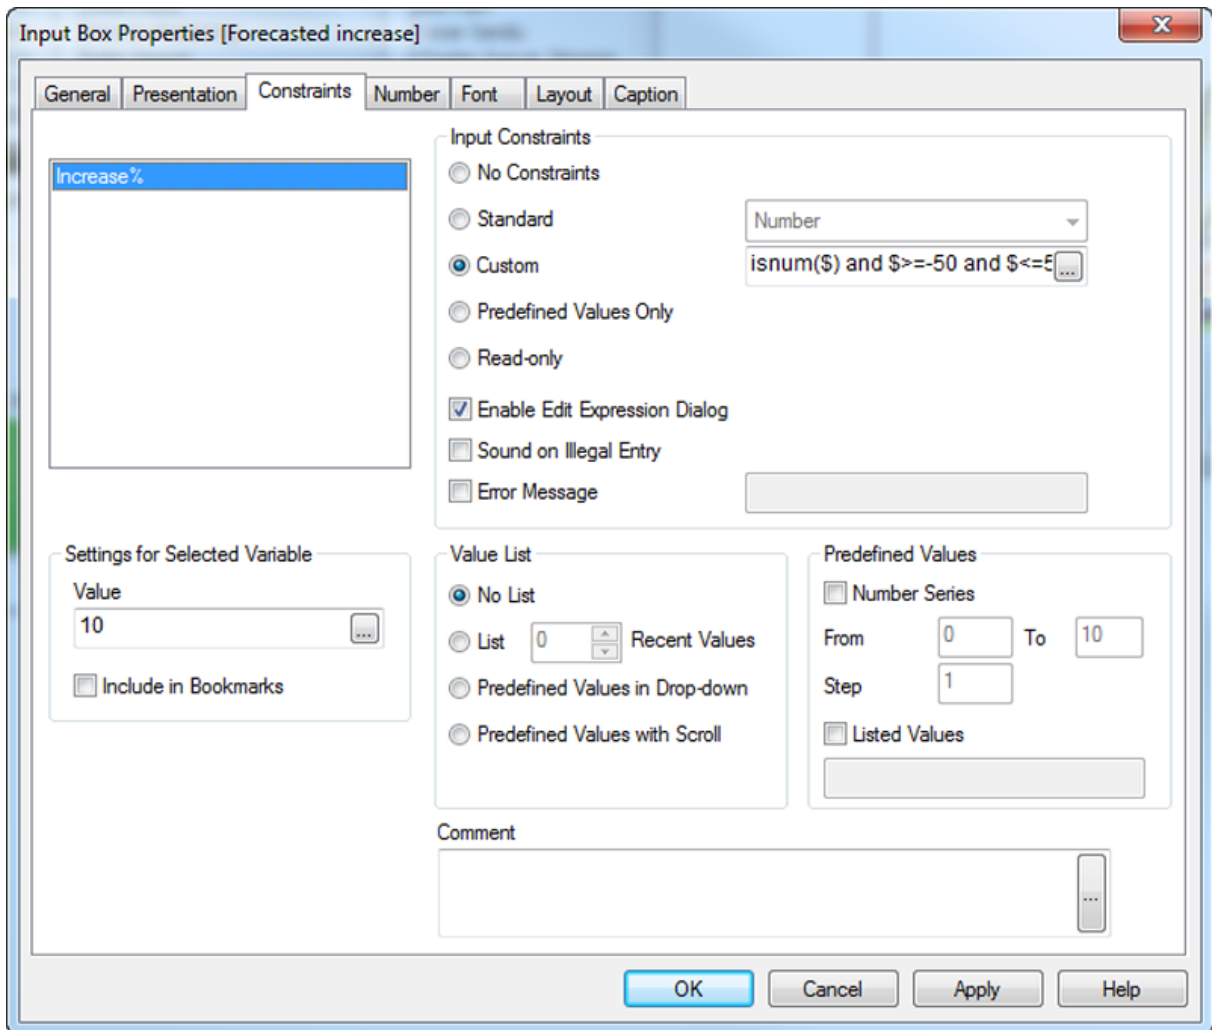 Input Box Properties [Forecasted increase]
General Presentation Constraints Number Font Layout Caption
Increase%
Input Constraints
No Constraints
Standard Number
Custom isnum($) and $>=-50 and $<=5 ...
Predefined Values Only
Read-only
Enable Edit Expression Dialog
Sound on Illegal Entry
Error Message
Settings for Selected Variable
Value
10 ...
Include in Bookmarks
Value List
No List
List 0 Recent Values
Predefined Values in Drop-down
Predefined Values with Scroll
Predefined Values
Number Series
From 0 To 10
Step 1
Listed Values
Comment
...
OK Cancel Apply Help